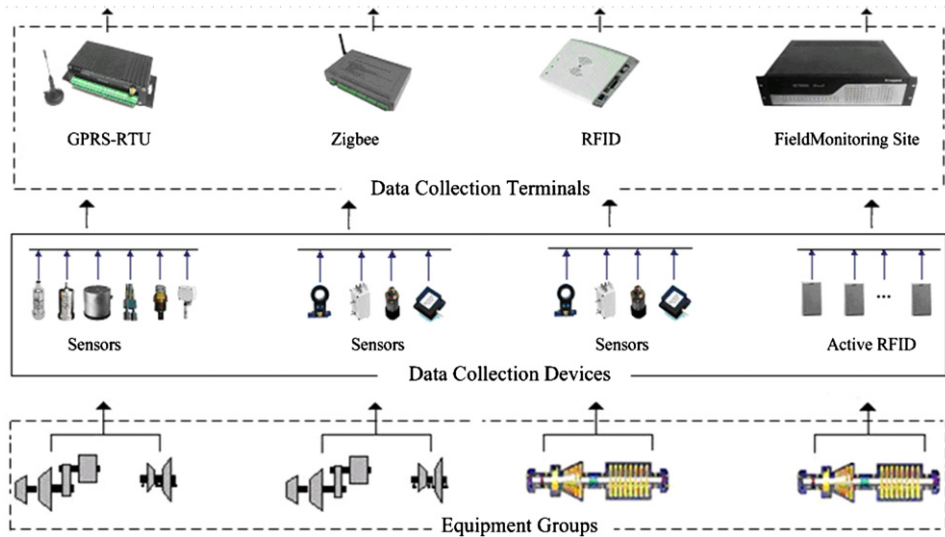 GPRS-RTU
Zigbee
RFID
FieldMonitoring Site
Data Collection Terminals
Sensors
Sensors
Sensors
Active RFID
Data Collection Devices
Equipment Groups